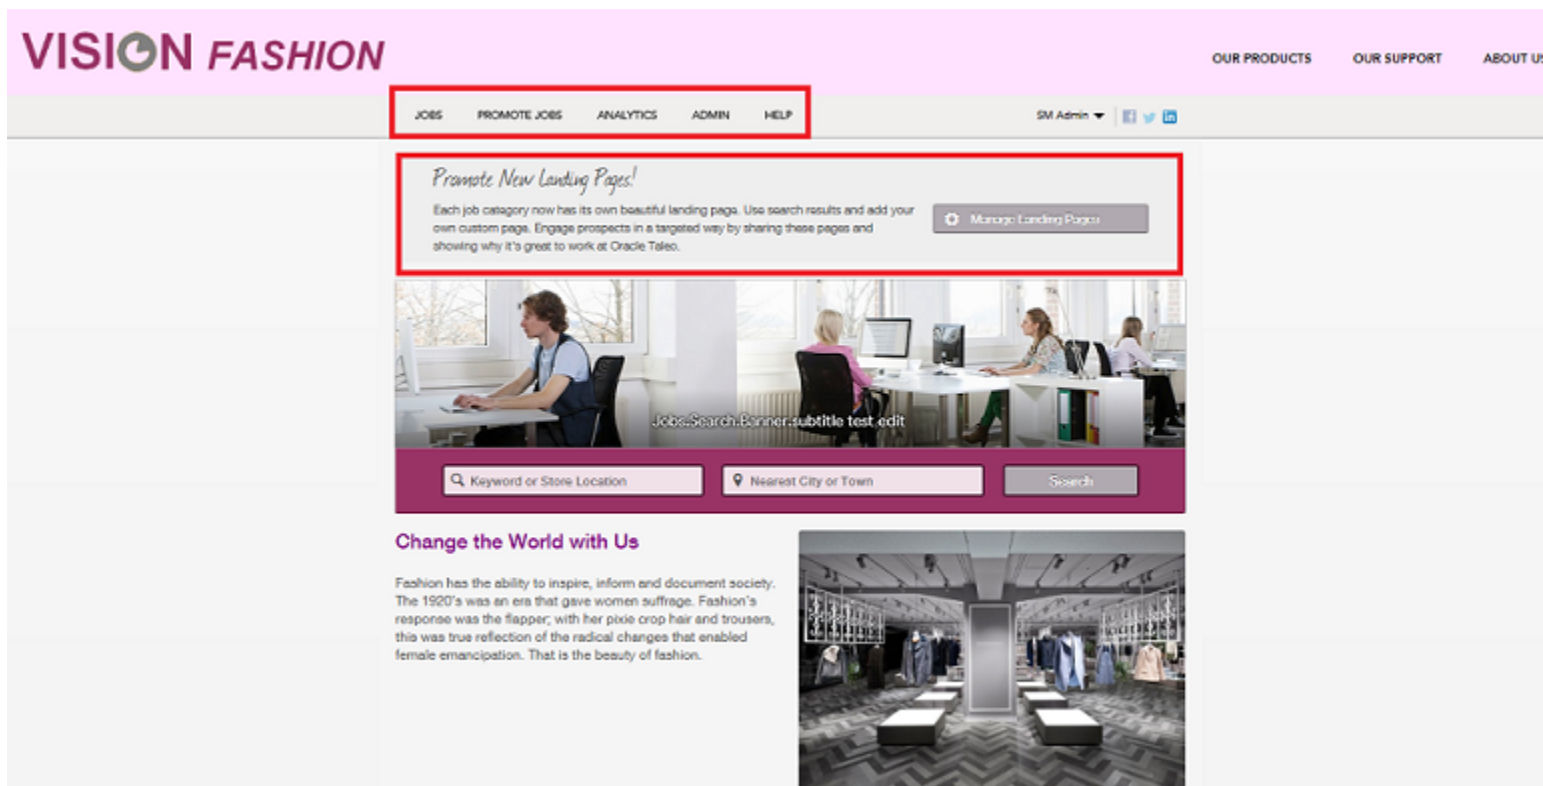 VISION FASHION
OUR PRODUCTS OUR SUPPORT ABOUT US
JOBS PROMOTE JOBS ANALYTICS ADMIN HELP SM Admin
Promote New Landing Pages!
Each job category now has its own beautiful landing page. Use search results and add your
own custom page. Engage prospects in a targeted way by sharing these pages and
showing why it's great to work at Oracle Taleo.
Manage Landing Pages
Jobs.Search.Banner.subtitle test edit
Keyword or Store Location Nearest City or Town Search
Change the World with Us
Fashion has the ability to inspire, inform and document society.
The 1920's was an era that gave women suffrage. Fashion's
response was the flapper; with her pixie crop hair and trousers,
this was true reflection of the radical changes that enabled
female emancipation. That is the beauty of fashion.